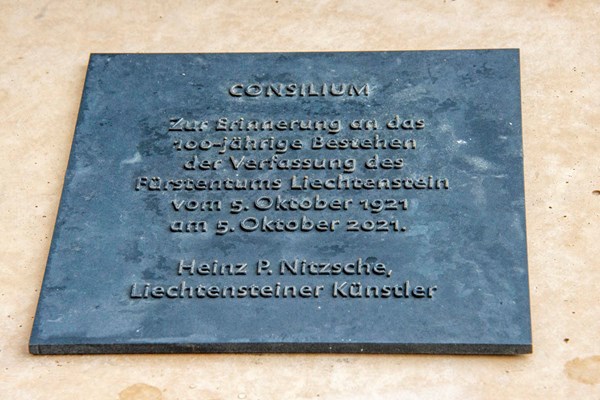 CONSILIUM
Zur Erinnerung an das
100-jährige Bestehen
der Verfassung des
Fürstentums Liechtenstein
vom 5. Oktober 1921
am 5. Oktober 2021.
Heinz P. Nitzsche,
Liechtensteiner Künstler